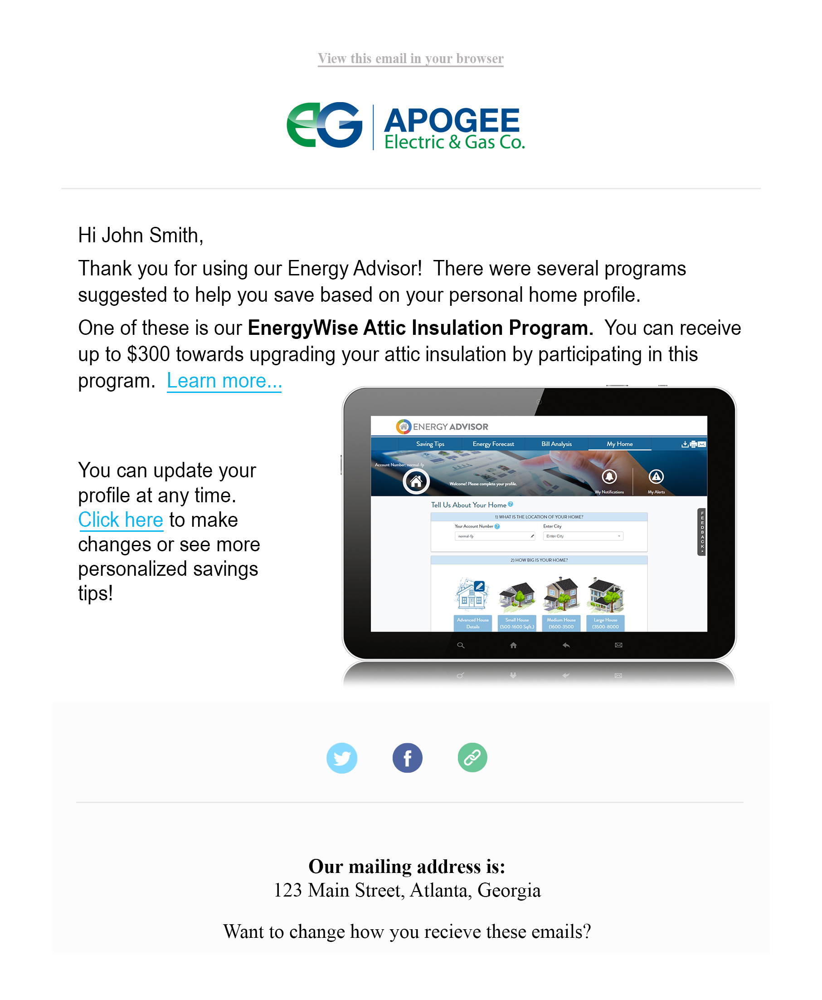 View this email in your browser
eG
APOGEE
Electric & Gas Co.
Hi John Smith,
Thank you for using our Energy Advisor!  There were several programs
suggested to help you save based on your personal home profile.
One of these is our EnergyWise Attic Insulation Program.  You can receive
up to $300 towards upgrading your attic insulation by participating in this
program.  Learn more...
You can update your
profile at any time.
Click here to make
changes or see more
personalized savings
tips!
ENERGY ADVISOR
Saving Tips Energy Forecast Bill Analysis My Home
Account Number: normal-fp
Welcome! Please complete your profile.
My Notifications My Alerts
Tell Us About Your Home ?
1) WHAT IS THE LOCATION OF YOUR HOME?
Your Account Number ? Enter City
normal-fp Enter City
FEEDBACK
2) HOW BIG IS YOUR HOME?
Advanced House Small House Medium House Large House
Details (500-1600 Sqft.) (1600-3500 (3500-8000
Our mailing address is:
123 Main Street, Atlanta, Georgia
Want to change how you recieve these emails?